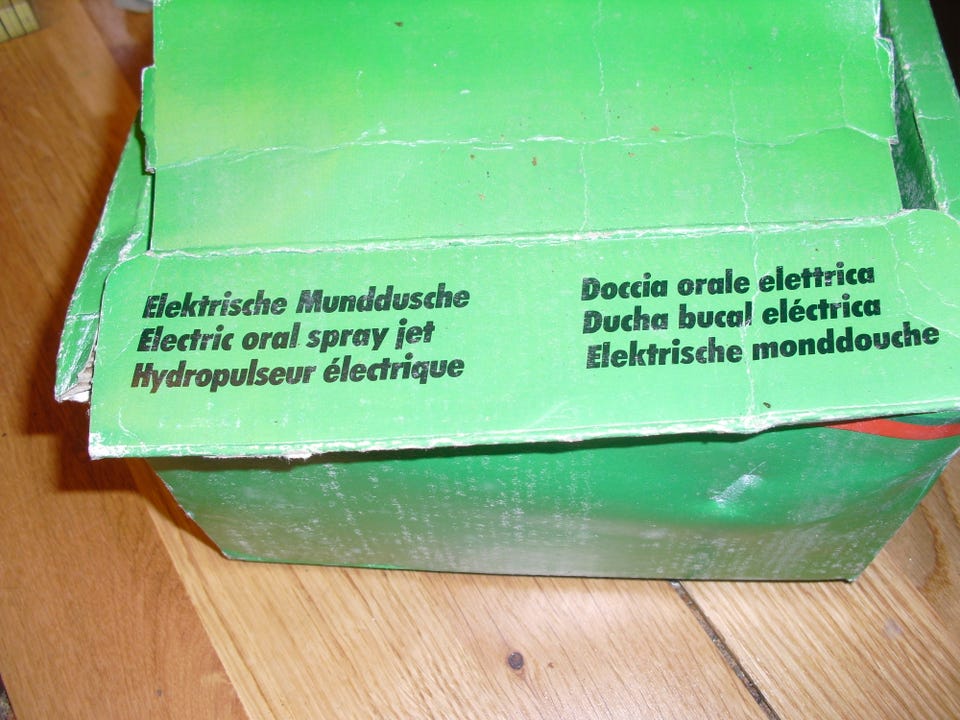 Elektrische Munddusche
Electric oral spray jet
Hydropulseur électrique
Doccia orale elettrica
Ducha bucal eléctrica
Elektrische monddouche